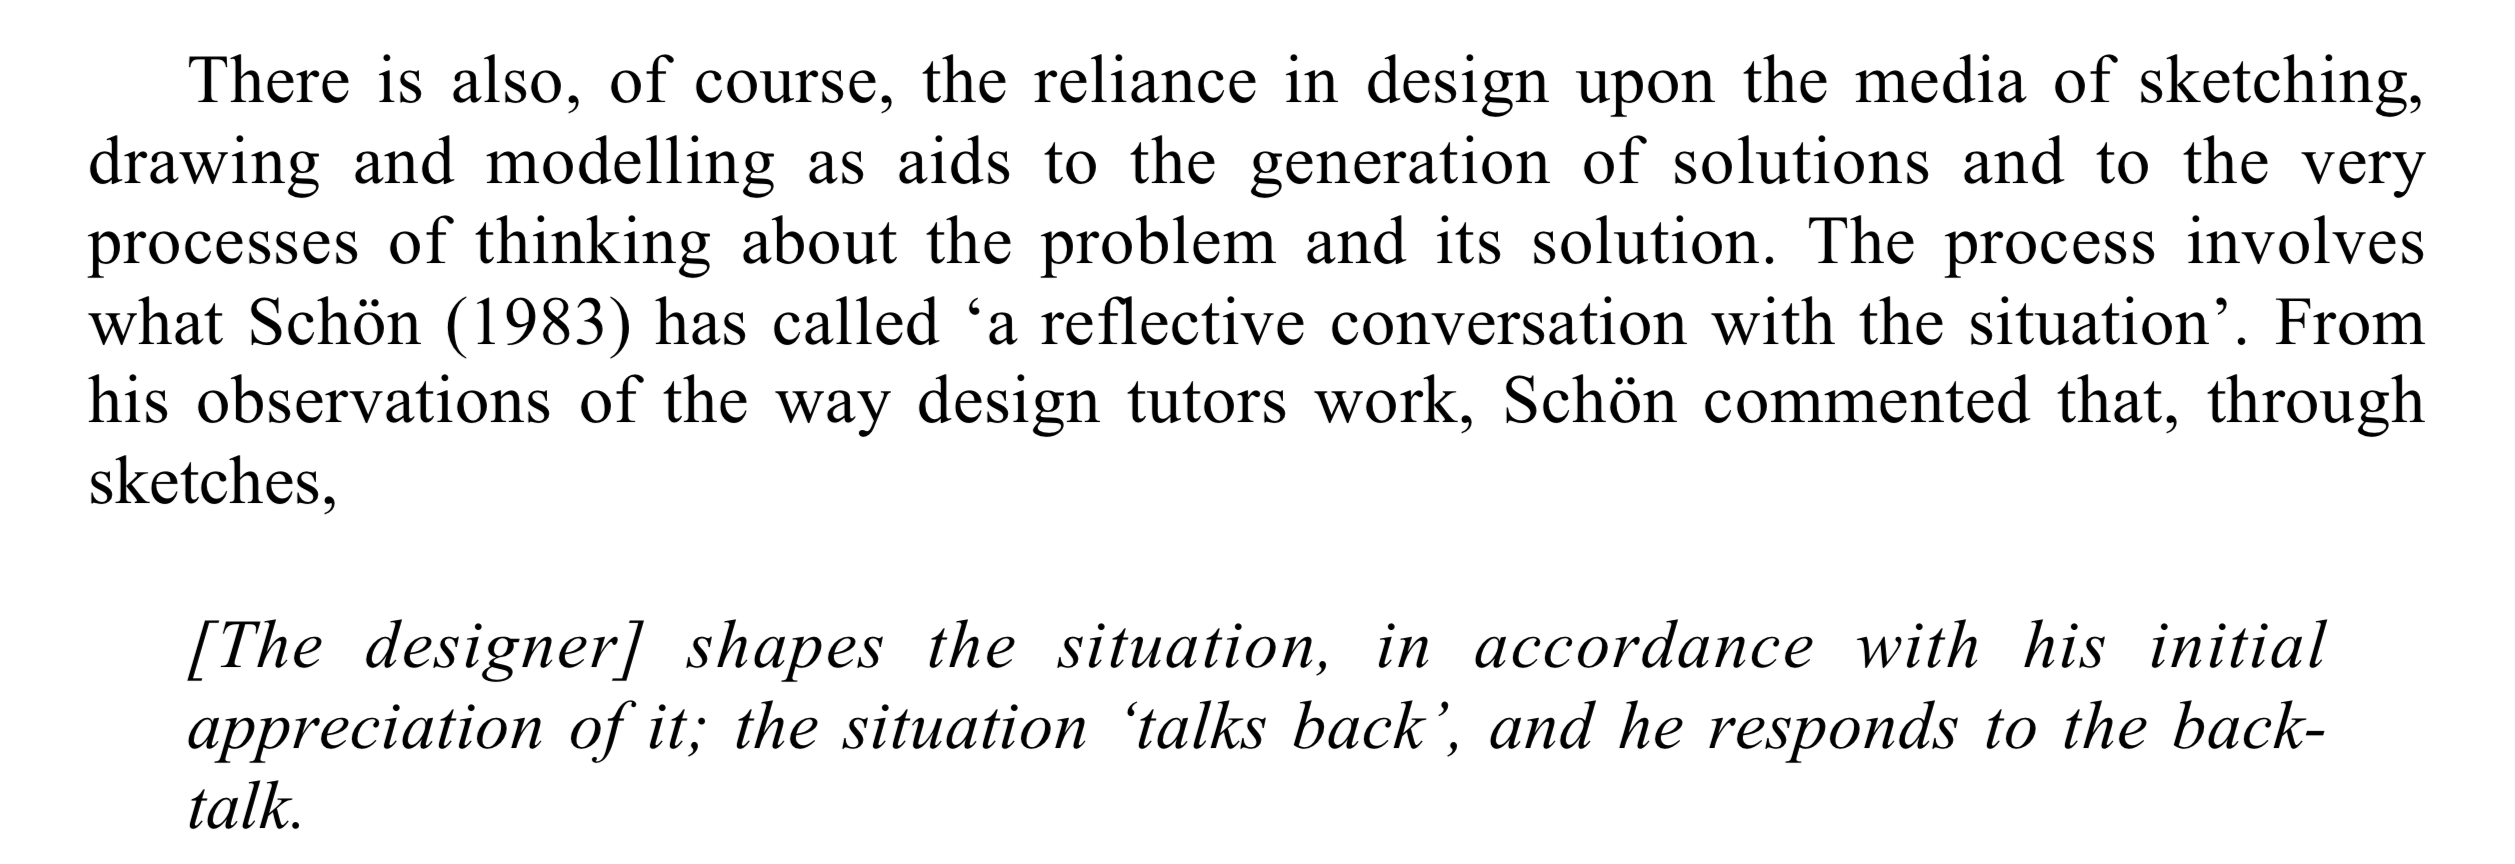 There is also, of course, the reliance in design upon the media of sketching,
drawing and modelling as aids to the generation of solutions and to the very
processes of thinking about the problem and its solution. The process involves
what Schön (1983) has called ‘a reflective conversation with the situation’. From
his observations of the way design tutors work, Schön commented that, through
sketches,
[The designer] shapes the situation, in accordance with his initial
appreciation of it; the situation ‘talks back’, and he responds to the back-
talk.